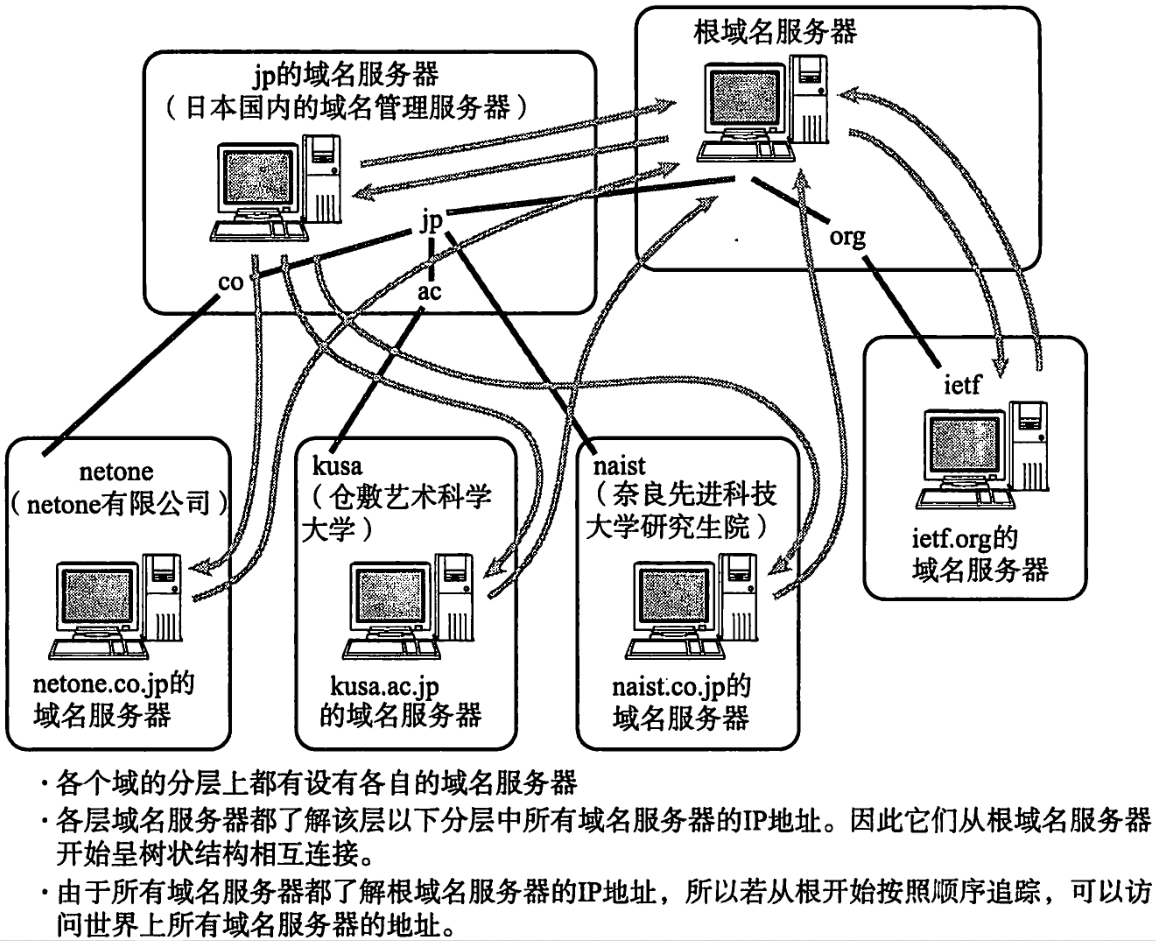 根域名服务器
jp的域名服务器
（日本国内的域名管理服务器）
jp
org
co
ac
ietf
ietf.org的
域名服务器
netone
（netone有限公司）
netone.co.jp的
域名服务器
kusa
（仓敷艺术科学
大学）
kusa.ac.jp
的域名服务器
naist
（奈良先进科技
大学研究生院）
naist.co.jp的
域名服务器
·各个域的分层上都有设有各自的域名服务器
·各层域名服务器都了解该层以下分层中所有域名服务器的IP地址。因此它们从根域名服务器
开始呈树状结构相互连接。
·由于所有域名服务器都了解根域名服务器的IP地址，所以若从根开始按照顺序追踪，可以访
问世界上所有域名服务器的地址。